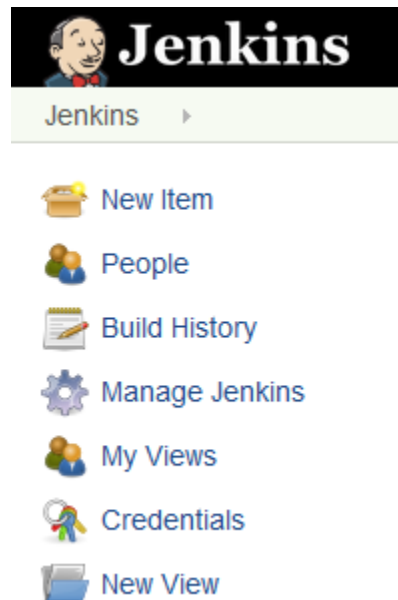 Jenkins
Jenkins
New Item
People
Build History
Manage Jenkins
My Views
Credentials
New View